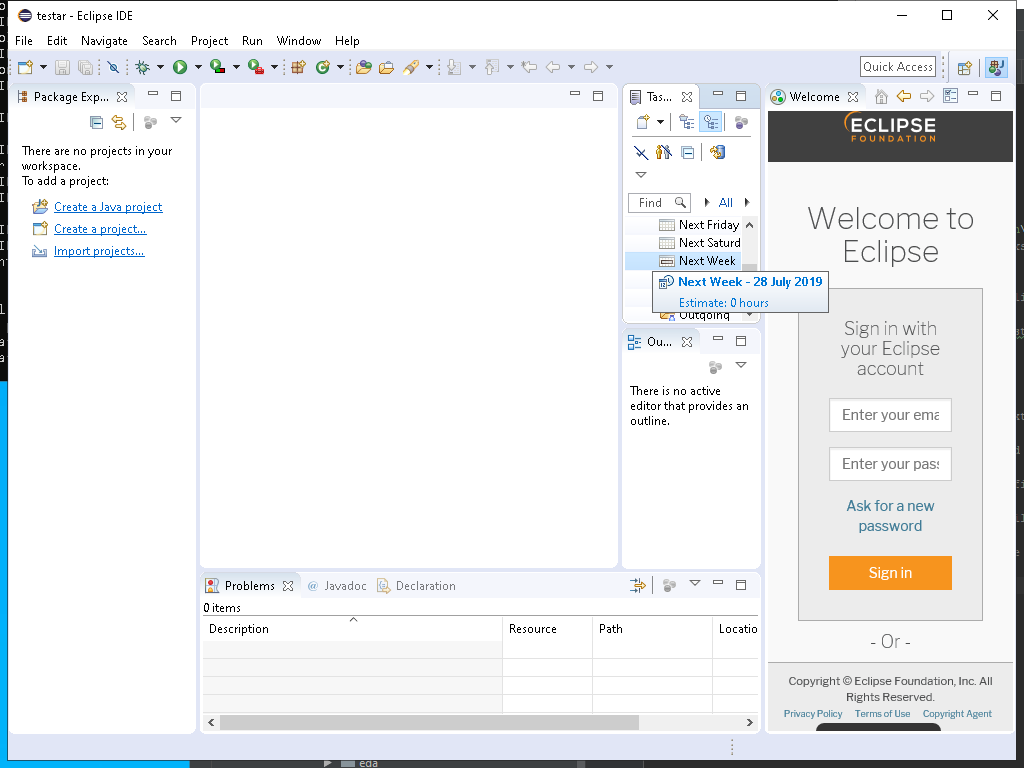 testar - Eclipse IDE
File Edit Navigate Search Project Run Window Help
Quick Access
Package Exp...
There are no projects in your
workspace.
To add a project:
Create a Java project
Create a project...
Import projects...
Tas...
Find
All
Next Friday
Next Saturd
Next Week
Next Week - 28 July 2019
Estimate: 0 hours
Outgoing
Ou...
There is no active
editor that provides an
outline.
Problems
@ Javadoc
Declaration
0 items
Description
Resource
Path
Locatio
Welcome
ECLIPSE
FOUNDATION
Welcome to
Eclipse
Sign in with
your Eclipse
account
Enter your ema
Enter your pass
Ask for a new
password
Sign in
- Or -
Copyright © Eclipse Foundation, Inc. All
Rights Reserved.
Privacy Policy Terms of Use Copyright Agent
eda